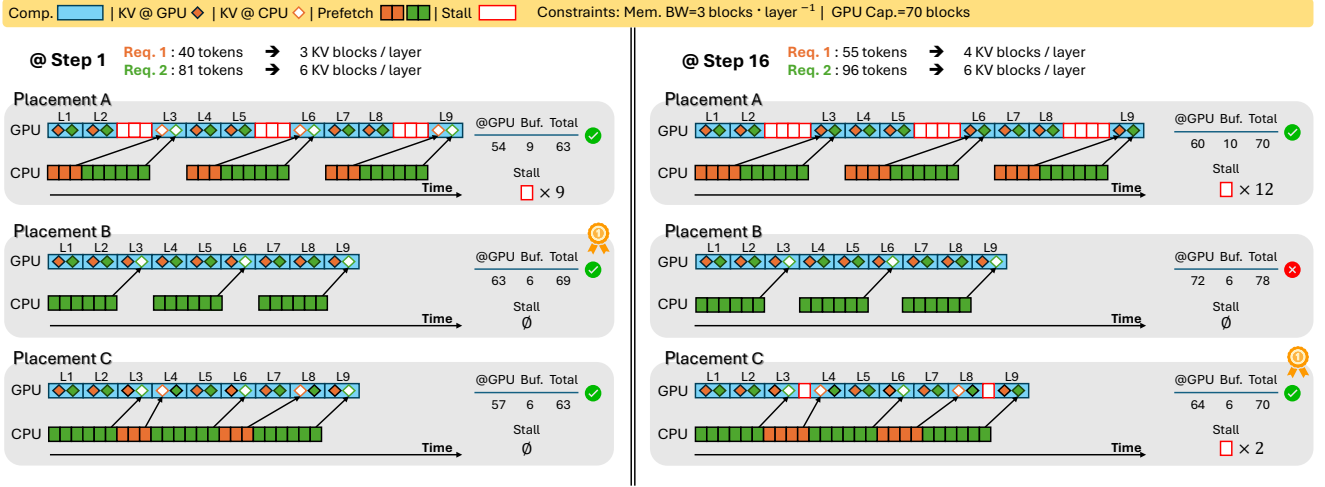 Comp. | KV @ GPU | KV @ CPU | Prefetch | Stall Constraints: Mem. BW=3 blocks · layer ⁻¹ | GPU Cap.=70 blocks
@ Step 1
Req. 1 : 40 tokens ➔ 3 KV blocks / layer
Req. 2 : 81 tokens ➔ 6 KV blocks / layer
Placement A
L1 L2 L3 L4 L5 L6 L7 L8 L9
GPU
CPU
Time
@GPU Buf. Total
54 9 63
Stall
× 9
Placement B
L1 L2 L3 L4 L5 L6 L7 L8 L9
GPU
CPU
Time
1
@GPU Buf. Total
63 6 69
Stall
Ø
Placement C
L1 L2 L3 L4 L5 L6 L7 L8 L9
GPU
CPU
Time
@GPU Buf. Total
57 6 63
Stall
Ø
@ Step 16
Req. 1 : 55 tokens ➔ 4 KV blocks / layer
Req. 2 : 96 tokens ➔ 6 KV blocks / layer
Placement A
L1 L2 L3 L4 L5 L6 L7 L8 L9
GPU
CPU
Time
@GPU Buf. Total
60 10 70
Stall
× 12
Placement B
L1 L2 L3 L4 L5 L6 L7 L8 L9
GPU
CPU
Time
@GPU Buf. Total
72 6 78
Stall
Ø
Placement C
L1 L2 L3 L4 L5 L6 L7 L8 L9
GPU
CPU
Time
1
@GPU Buf. Total
64 6 70
Stall
× 2